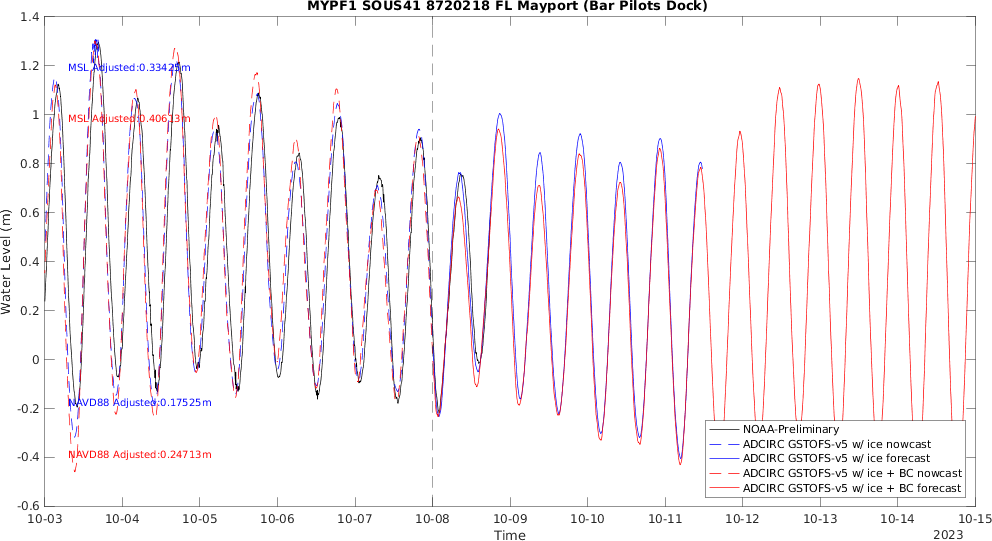 MYPF1 SOUS41 8720218 FL Mayport (Bar Pilots Dock)
1.4
1.2
1
0.8
0.6
0.4
0.2
0
-0.2
-0.4
-0.6
Water Level (m)
MSL Adjusted:0.33425m
MSL Adjusted:0.40613m
NAVD88 Adjusted:0.17525m
NAVD88 Adjusted:0.24713m
NOAA-Preliminary
ADCIRC GSTOFS-v5 w/ ice nowcast
ADCIRC GSTOFS-v5 w/ ice forecast
ADCIRC GSTOFS-v5 w/ ice + BC nowcast
ADCIRC GSTOFS-v5 w/ ice + BC forecast
10-03 10-04 10-05 10-06 10-07 10-08 10-09 10-10 10-11 10-12 10-13 10-14 10-15
Time
2023